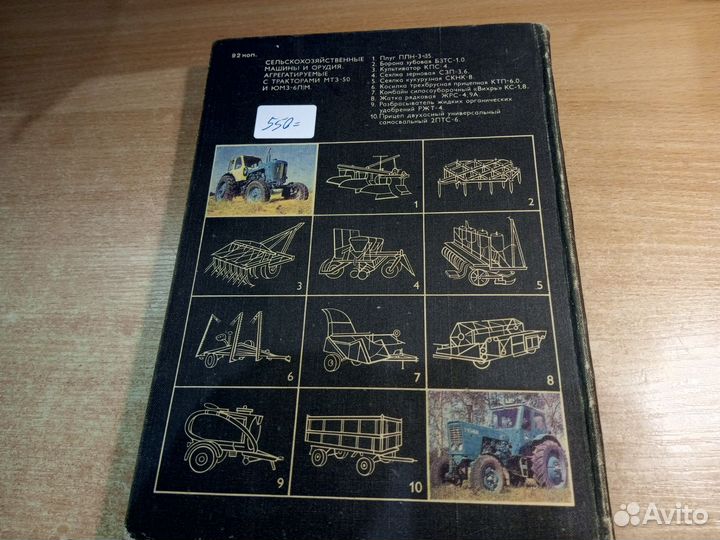 92 коп.
СЕЛЬСКОХОЗЯЙСТВЕННЫЕ
МАШИНЫ И ОРУДИЯ,
АГРЕГАТИРУЕМЫЕ
С ТРАКТОРАМИ МТЗ-50
И ЮМЗ-6Л/М.
550=
1. Плуг ПЛН-3-35.
2. Борона зубовая БЗТС-1,0.
3. Культиватор КПС-4.
4. Сеялка зерновая СЗП-3,6.
5. Сеялка кукурузная СКНК-8.
6. Косилка трехбрусная прицепная КТП-6,0.
7. Комбайн силосоуборочный «Вихрь» КС-1,8.
8. Жатка рядковая ЖРС-4,9А.
9. Разбрасыватель жидких органических
удобрений РЖТ-4.
10. Прицеп двухосный универсальный
самосвальный 2ПТС-6.
1
2
3
4
5
6
7
8
9
10
Avito